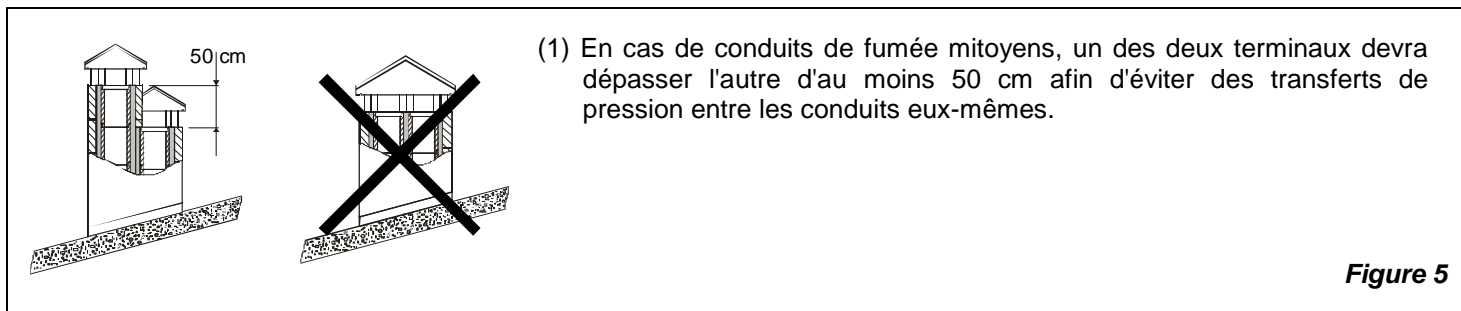 50 cm
(1) En cas de conduits de fumée mitoyens, un des deux terminaux devra
dépasser l'autre d'au moins 50 cm afin d'éviter des transferts de
pression entre les conduits eux-mêmes.
Figure 5